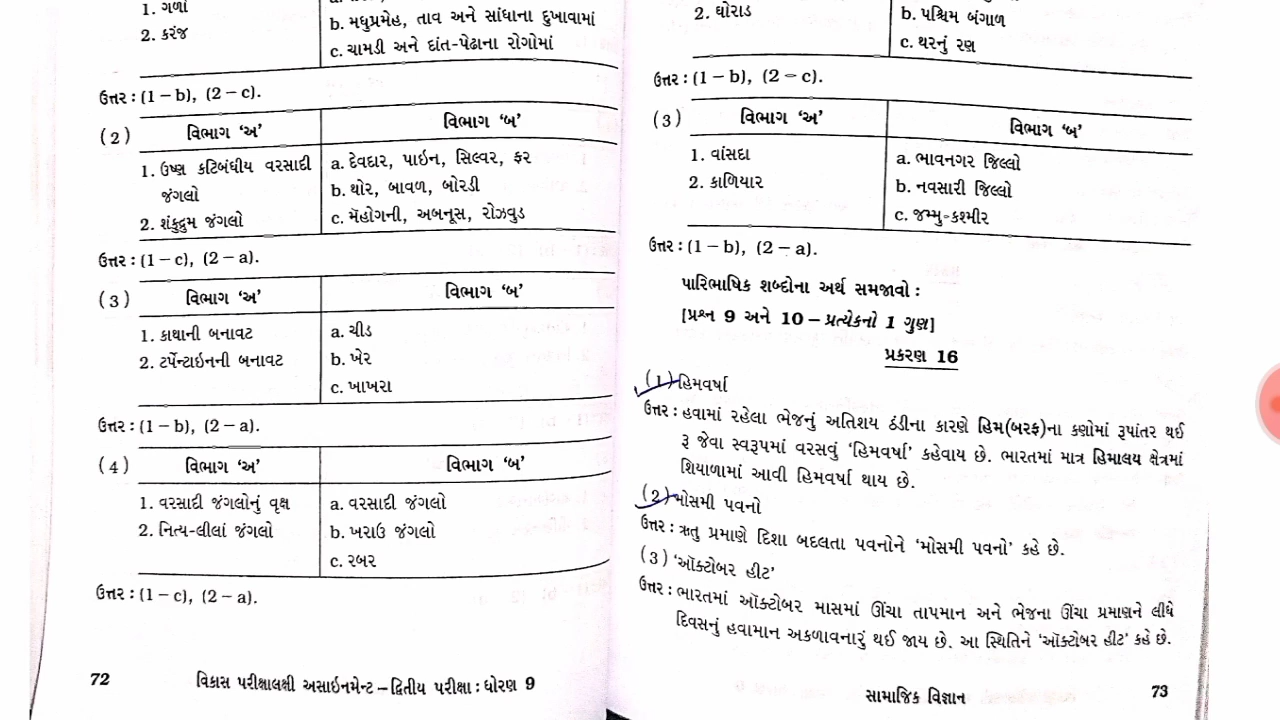 1. ગળો
2. કરંજ
b. મધુપ્રમેહ, તાવ અને સાંધાના દુખાવામાં
c. ચામડી અને દાંત-પેઢાના રોગોમાં
ઉત્તર : (1 – b), (2 – c).
(2) વિભાગ ‘અ’ વિભાગ ‘બ’
1. ઉષ્ણ કટિબંધીય વરસાદી
જંગલો
2. શંકુદ્રુમ જંગલો
a. દેવદાર, પાઇન, સિલ્વર, ફર
b. થોર, બાવળ, બોરડી
c. મૅહોગની, અબનૂસ, રોઝવુડ
ઉત્તર : (1 – c), (2 – a).
(3) વિભાગ ‘અ’ વિભાગ ‘બ’
1. કાથાની બનાવટ
2. ટર્પેન્ટાઇનની બનાવટ
a. ચીડ
b. ખેર
c. ખાખરા
ઉત્તર : (1 – b), (2 – a).
(4) વિભાગ ‘અ’ વિભાગ ‘બ’
1. વરસાદી જંગલોનું વૃક્ષ
2. નિત્ય-લીલાં જંગલો
a. વરસાદી જંગલો
b. ખરાઉ જંગલો
c. રબર
ઉત્તર : (1 – c), (2 – a).
72 વિકાસ પરીક્ષાલક્ષી અસાઇનમેન્ટ – દ્વિતીય પરીક્ષા : ધોરણ 9
2. ઘોરાડ
b. પશ્ચિમ બંગાળ
c. થરનું રણ
ઉત્તર : (1 – b), (2 – c).
(3) વિભાગ ‘અ’ વિભાગ ‘બ’
1. વાંસદા
2. કાળિયાર
a. ભાવનગર જિલ્લો
b. નવસારી જિલ્લો
c. જમ્મુ-કશ્મીર
ઉત્તર : (1 – b), (2 – a).
પારિભાષિક શબ્દોના અર્થ સમજાવો :
[પ્રશ્ન 9 અને 10 – પ્રત્યેકનો 1 ગુણ]
પ્રકરણ 16
(1) હિમવર્ષા
ઉત્તર : હવામાં રહેલા ભેજનું અતિશય ઠંડીના કારણે હિમ(બરફ)ના કણોમાં રૂપાંતર થઈ
રૂ જેવા સ્વરૂપમાં વરસવું ‘હિમવર્ષા’ કહેવાય છે. ભારતમાં માત્ર હિમાલય ક્ષેત્રમાં
શિયાળામાં આવી હિમવર્ષા થાય છે.
(2) મોસમી પવનો
ઉત્તર : ઋતુ પ્રમાણે દિશા બદલતા પવનોને ‘મોસમી પવનો’ કહે છે.
(3) ‘ઑક્ટોબર હીટ’
ઉત્તર : ભારતમાં ઑક્ટોબર માસમાં ઊંચા તાપમાન અને ભેજના ઊંચા પ્રમાણને લીધે
દિવસનું હવામાન અકળાવનારું થઈ જાય છે. આ સ્થિતિને ‘ઑક્ટોબર હીટ’ કહે છે.
સામાજિક વિજ્ઞાન 73